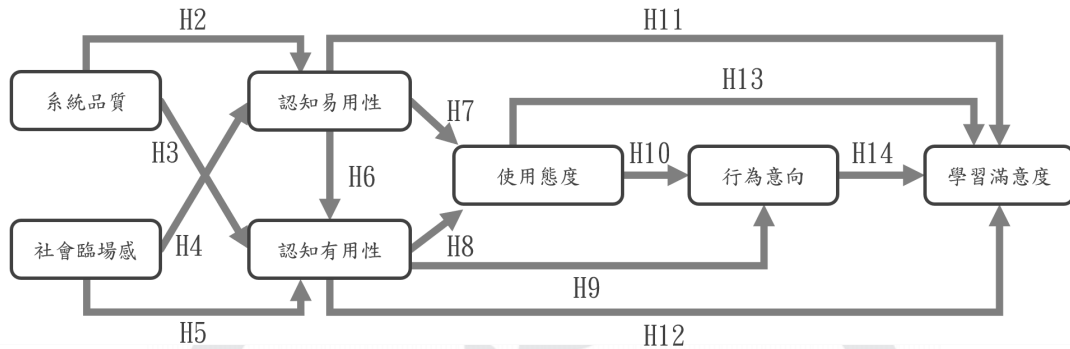 H2
H11
H13
系統品質
認知易用性
H7
H3
H6
H10
H14
使用態度
行為意向
學習滿意度
社會臨場感
H4
認知有用性
H8
H9
H5
H12